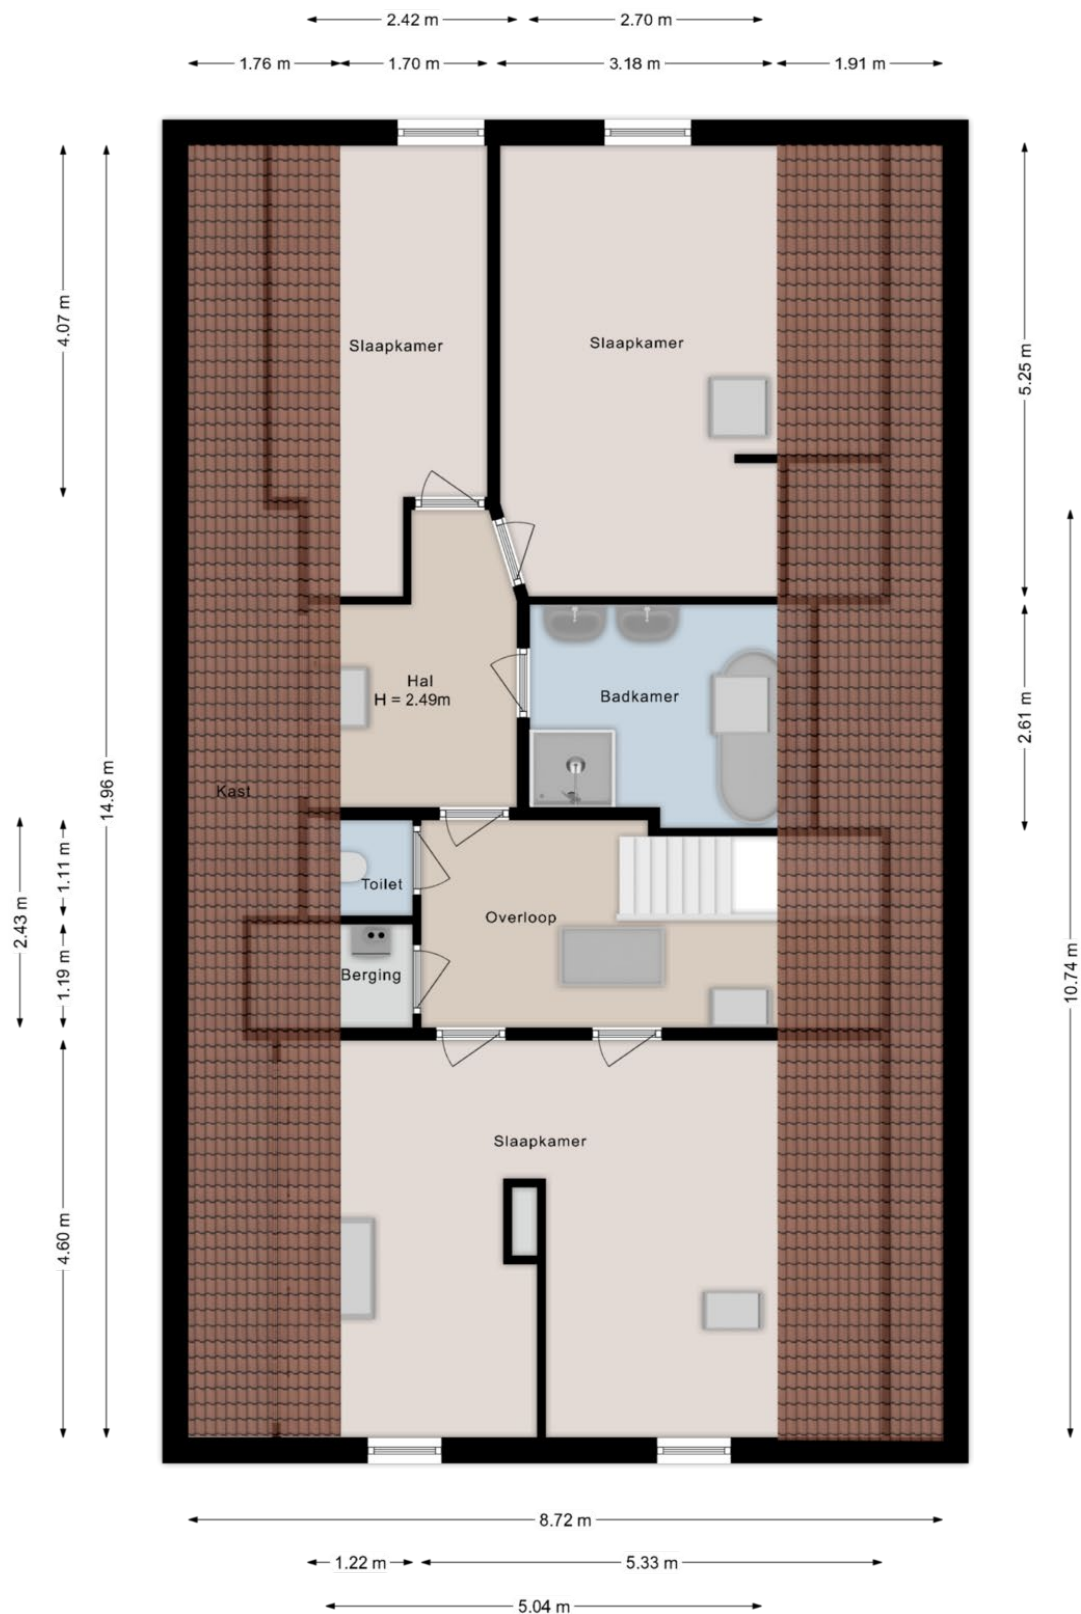 2.42 m
2.70 m
1.76 m
1.70 m
3.18 m
1.91 m
4.07 m
Slaapkamer
Slaapkamer
5.25 m
Hal
H = 2.49m
Badkamer
2.61 m
Kast
14.96 m
1.11 m
Toilet
2.43 m
Overloop
1.19 m
Berging
10.74 m
Slaapkamer
4.60 m
8.72 m
1.22 m
5.33 m
5.04 m